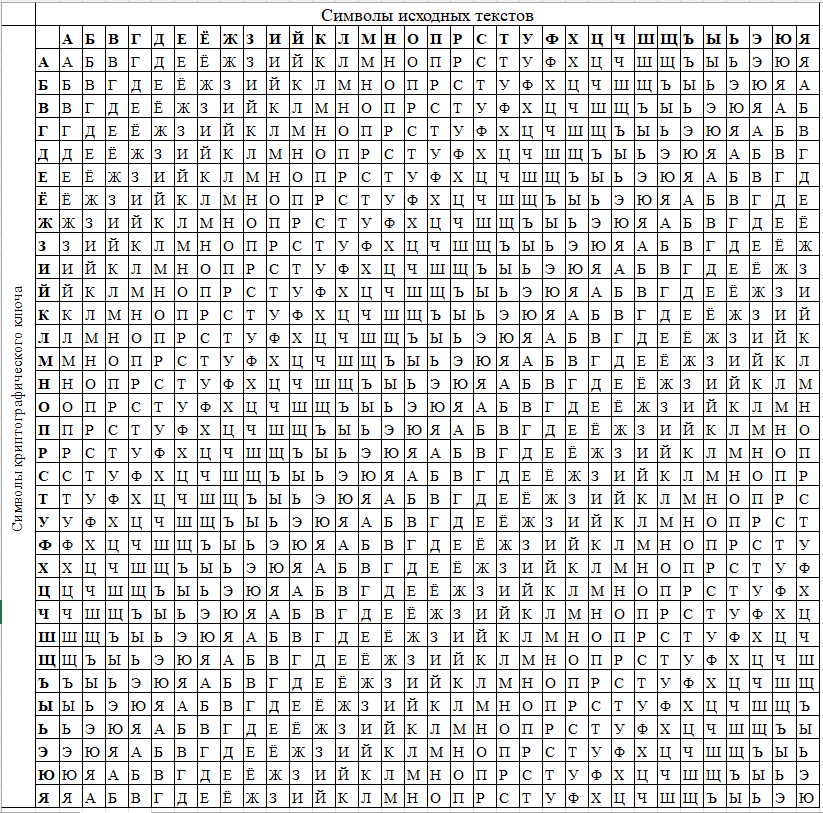 Символы исходных текстов
А Б В Г Д Е Ё Ж З И Й К Л М Н О П Р С Т У Ф Х Ц Ч Ш Щ Ъ Ы Ь Э Ю Я
Символы криптографического ключа
А А Б В Г Д Е Ё Ж З И Й К Л М Н О П Р С Т У Ф Х Ц Ч Ш Щ Ъ Ы Ь Э Ю Я
Б Б В Г Д Е Ё Ж З И Й К Л М Н О П Р С Т У Ф Х Ц Ч Ш Щ Ъ Ы Ь Э Ю Я А
В В Г Д Е Ё Ж З И Й К Л М Н О П Р С Т У Ф Х Ц Ч Ш Щ Ъ Ы Ь Э Ю Я А Б
Г Г Д Е Ё Ж З И Й К Л М Н О П Р С Т У Ф Х Ц Ч Ш Щ Ъ Ы Ь Э Ю Я А Б В
Д Д Е Ё Ж З И Й К Л М Н О П Р С Т У Ф Х Ц Ч Ш Щ Ъ Ы Ь Э Ю Я А Б В Г
Е Е Ё Ж З И Й К Л М Н О П Р С Т У Ф Х Ц Ч Ш Щ Ъ Ы Ь Э Ю Я А Б В Г Д
Ё Ё Ж З И Й К Л М Н О П Р С Т У Ф Х Ц Ч Ш Щ Ъ Ы Ь Э Ю Я А Б В Г Д Е
Ж Ж З И Й К Л М Н О П Р С Т У Ф Х Ц Ч Ш Щ Ъ Ы Ь Э Ю Я А Б В Г Д Е Ё
З З И Й К Л М Н О П Р С Т У Ф Х Ц Ч Ш Щ Ъ Ы Ь Э Ю Я А Б В Г Д Е Ё Ж
И И Й К Л М Н О П Р С Т У Ф Х Ц Ч Ш Щ Ъ Ы Ь Э Ю Я А Б В Г Д Е Ё Ж З
Й Й К Л М Н О П Р С Т У Ф Х Ц Ч Ш Щ Ъ Ы Ь Э Ю Я А Б В Г Д Е Ё Ж З И
К К Л М Н О П Р С Т У Ф Х Ц Ч Ш Щ Ъ Ы Ь Э Ю Я А Б В Г Д Е Ё Ж З И Й
Л Л М Н О П Р С Т У Ф Х Ц Ч Ш Щ Ъ Ы Ь Э Ю Я А Б В Г Д Е Ё Ж З И Й К
М М Н О П Р С Т У Ф Х Ц Ч Ш Щ Ъ Ы Ь Э Ю Я А Б В Г Д Е Ё Ж З И Й К Л
Н Н О П Р С Т У Ф Х Ц Ч Ш Щ Ъ Ы Ь Э Ю Я А Б В Г Д Е Ё Ж З И Й К Л М
О О П Р С Т У Ф Х Ц Ч Ш Щ Ъ Ы Ь Э Ю Я А Б В Г Д Е Ё Ж З И Й К Л М Н
П П Р С Т У Ф Х Ц Ч Ш Щ Ъ Ы Ь Э Ю Я А Б В Г Д Е Ё Ж З И Й К Л М Н О
Р Р С Т У Ф Х Ц Ч Ш Щ Ъ Ы Ь Э Ю Я А Б В Г Д Е Ё Ж З И Й К Л М Н О П
С С Т У Ф Х Ц Ч Ш Щ Ъ Ы Ь Э Ю Я А Б В Г Д Е Ё Ж З И Й К Л М Н О П Р
Т Т У Ф Х Ц Ч Ш Щ Ъ Ы Ь Э Ю Я А Б В Г Д Е Ё Ж З И Й К Л М Н О П Р С
У У Ф Х Ц Ч Ш Щ Ъ Ы Ь Э Ю Я А Б В Г Д Е Ё Ж З И Й К Л М Н О П Р С Т
Ф Ф Х Ц Ч Ш Щ Ъ Ы Ь Э Ю Я А Б В Г Д Е Ё Ж З И Й К Л М Н О П Р С Т У
Х Х Ц Ч Ш Щ Ъ Ы Ь Э Ю Я А Б В Г Д Е Ё Ж З И Й К Л М Н О П Р С Т У Ф
Ц Ц Ч Ш Щ Ъ Ы Ь Э Ю Я А Б В Г Д Е Ё Ж З И Й К Л М Н О П Р С Т У Ф Х
Ч Ч Ш Щ Ъ Ы Ь Э Ю Я А Б В Г Д Е Ё Ж З И Й К Л М Н О П Р С Т У Ф Х Ц
Ш Ш Щ Ъ Ы Ь Э Ю Я А Б В Г Д Е Ё Ж З И Й К Л М Н О П Р С Т У Ф Х Ц Ч
Щ Щ Ъ Ы Ь Э Ю Я А Б В Г Д Е Ё Ж З И Й К Л М Н О П Р С Т У Ф Х Ц Ч Ш
Ъ Ъ Ы Ь Э Ю Я А Б В Г Д Е Ё Ж З И Й К Л М Н О П Р С Т У Ф Х Ц Ч Ш Щ
Ы Ы Ь Э Ю Я А Б В Г Д Е Ё Ж З И Й К Л М Н О П Р С Т У Ф Х Ц Ч Ш Щ Ъ
Ь Ь Э Ю Я А Б В Г Д Е Ё Ж З И Й К Л М Н О П Р С Т У Ф Х Ц Ч Ш Щ Ъ Ы
Э Э Ю Я А Б В Г Д Е Ё Ж З И Й К Л М Н О П Р С Т У Ф Х Ц Ч Ш Щ Ъ Ы Ь
Ю Ю Я А Б В Г Д Е Ё Ж З И Й К Л М Н О П Р С Т У Ф Х Ц Ч Ш Щ Ъ Ы Ь Э
Я Я А Б В Г Д Е Ё Ж З И Й К Л М Н О П Р С Т У Ф Х Ц Ч Ш Щ Ъ Ы Ь Э Ю